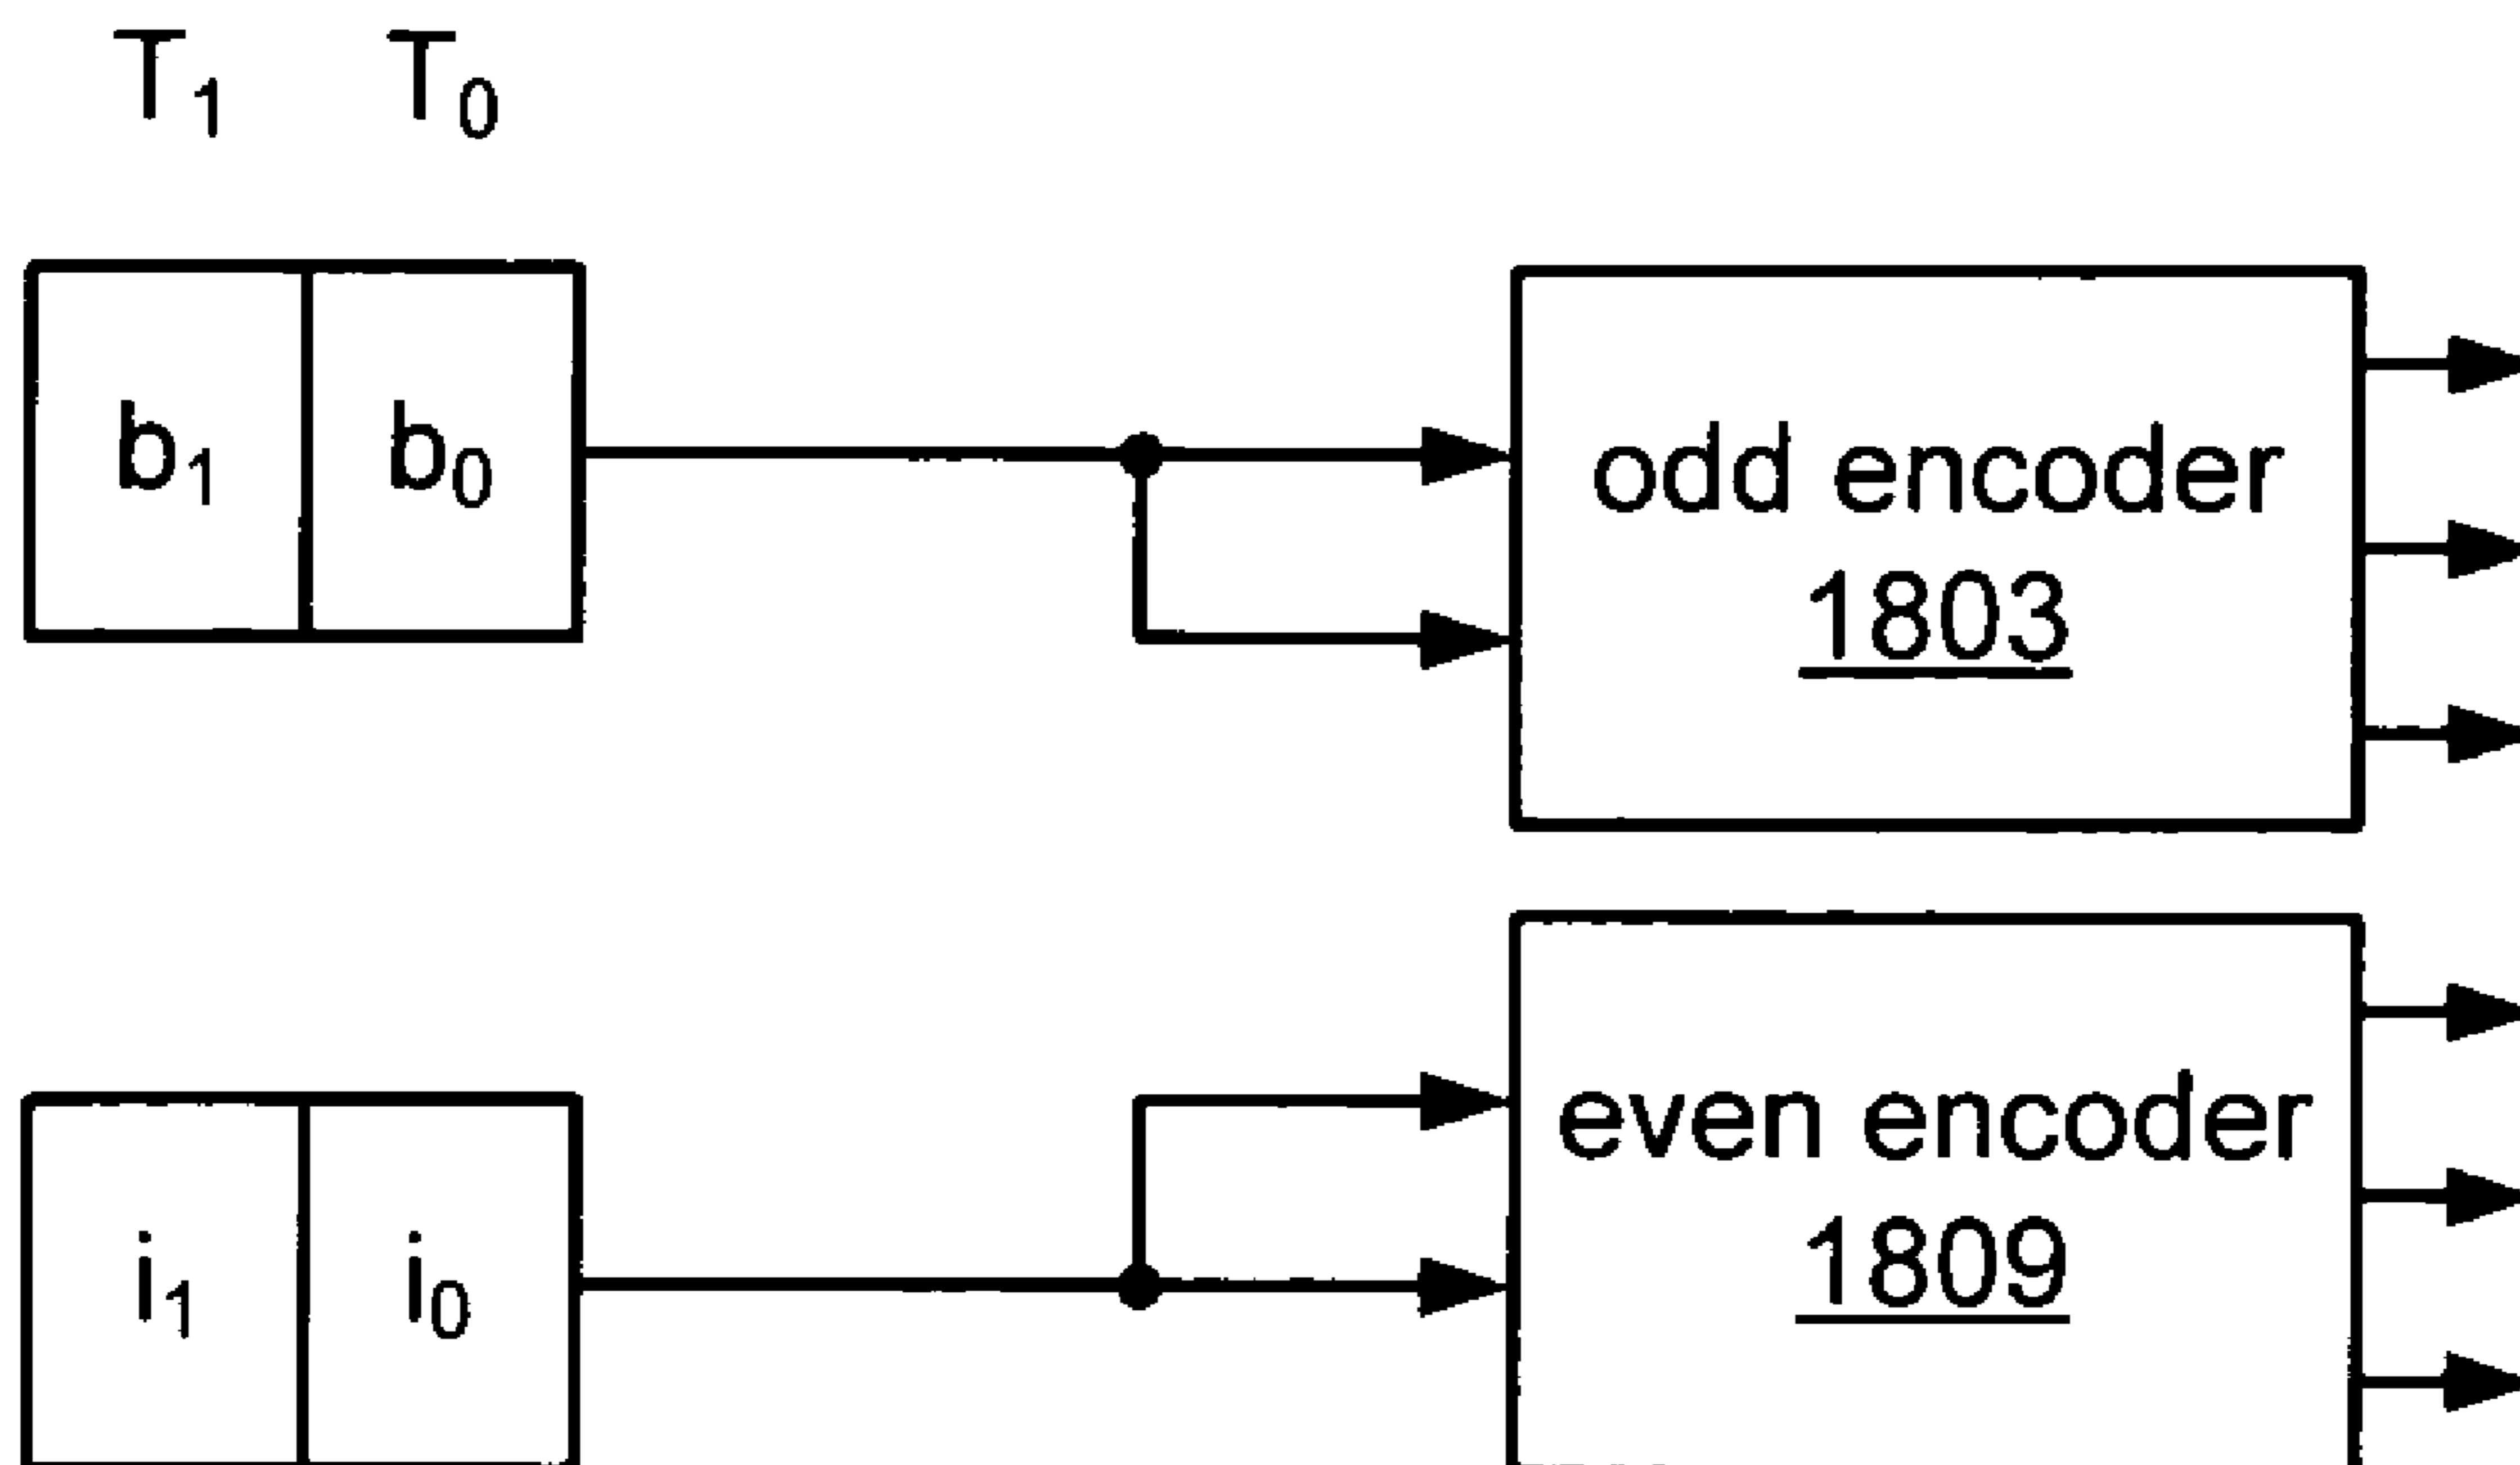 T₁ T₀
b₁ b₀
odd encoder
1803
even encoder
1809
i₁ i₀